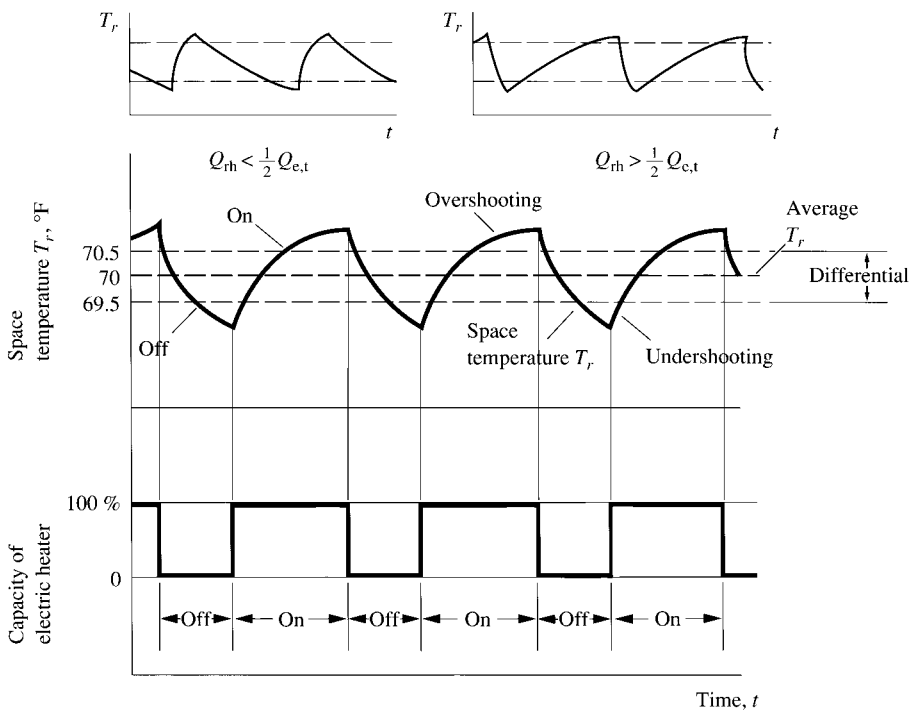 T_r
T_r
t
t
Q_rh < 1/2 Q_e,t
Q_rh > 1/2 Q_c,t
Space temperature T_r, °F
70.5
70
69.5
On
Off
Overshooting
Space
temperature T_r
Undershooting
Average
T_r
Differential
Capacity of
electric heater
100 %
0
Off
On
Off
On
Off
On
Time, t